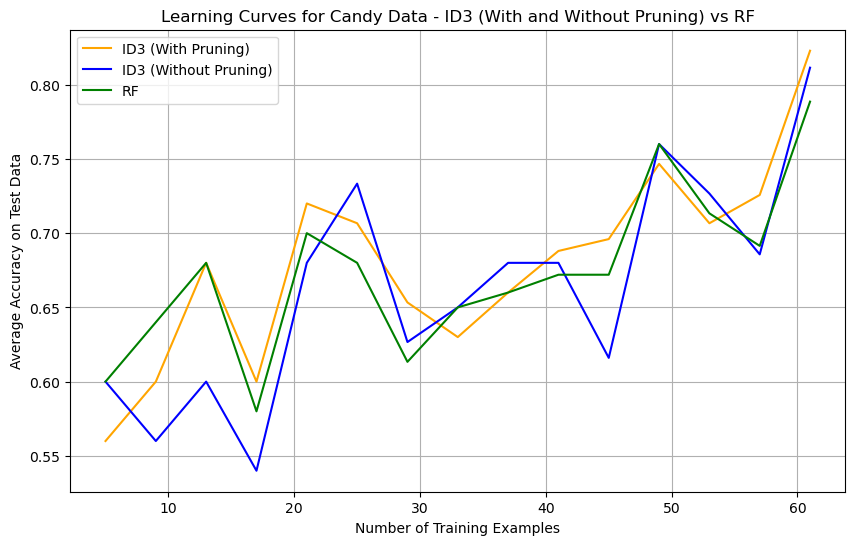 Learning Curves for Candy Data - ID3 (With and Without Pruning) vs RF
ID3 (With Pruning)
ID3 (Without Pruning)
RF
Average Accuracy on Test Data
0.80
0.75
0.70
0.65
0.60
0.55
10 20 30 40 50 60
Number of Training Examples